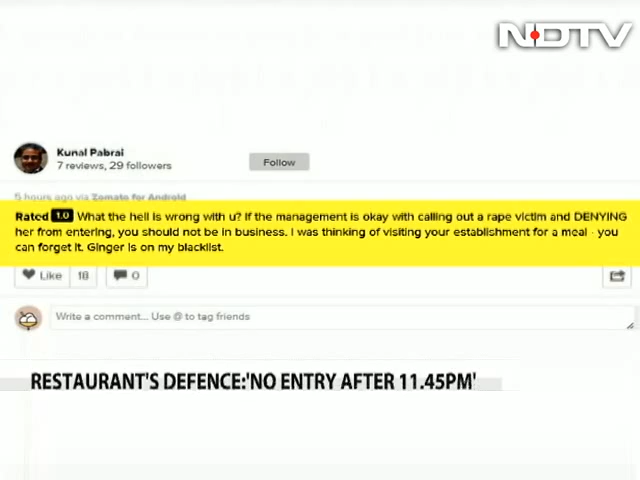 NDTV
Kunal Pabrai
7 reviews, 29 followers
Follow
5 hours ago via Zomato for Android
Rated 1.0 What the hell is wrong with u? If the management is okay with calling out a rape victim and DENYING
her from entering, you should not be in business. I was thinking of visiting your establishment for a meal - you
can forget it. Ginger is on my blacklist.
Like 18 0
Write a comment... Use @ to tag friends
RESTAURANT'S DEFENCE:'NO ENTRY AFTER 11.45PM'